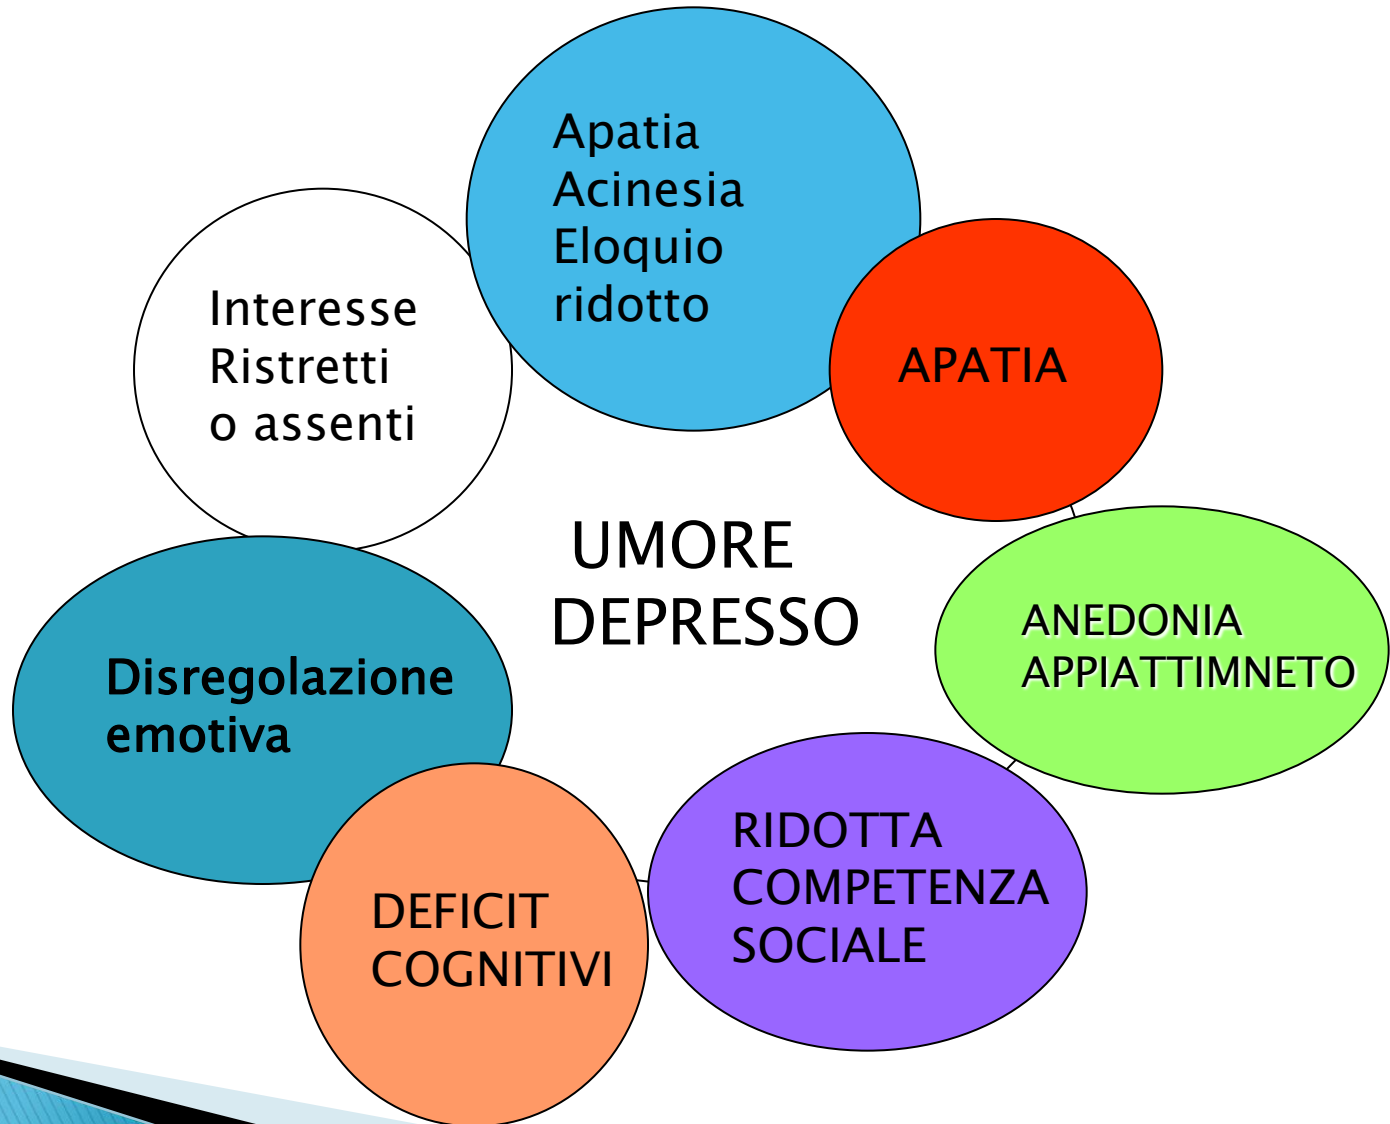 Apatia
Acinesia
Eloquio
ridotto
Interesse
Ristretti
o assenti
APATIA
UMORE
DEPRESSO
ANEDONIA
APPIATTIMNETO
Disregolazione
emotiva
RIDOTTA
COMPETENZA
SOCIALE
DEFICIT
COGNITIVI